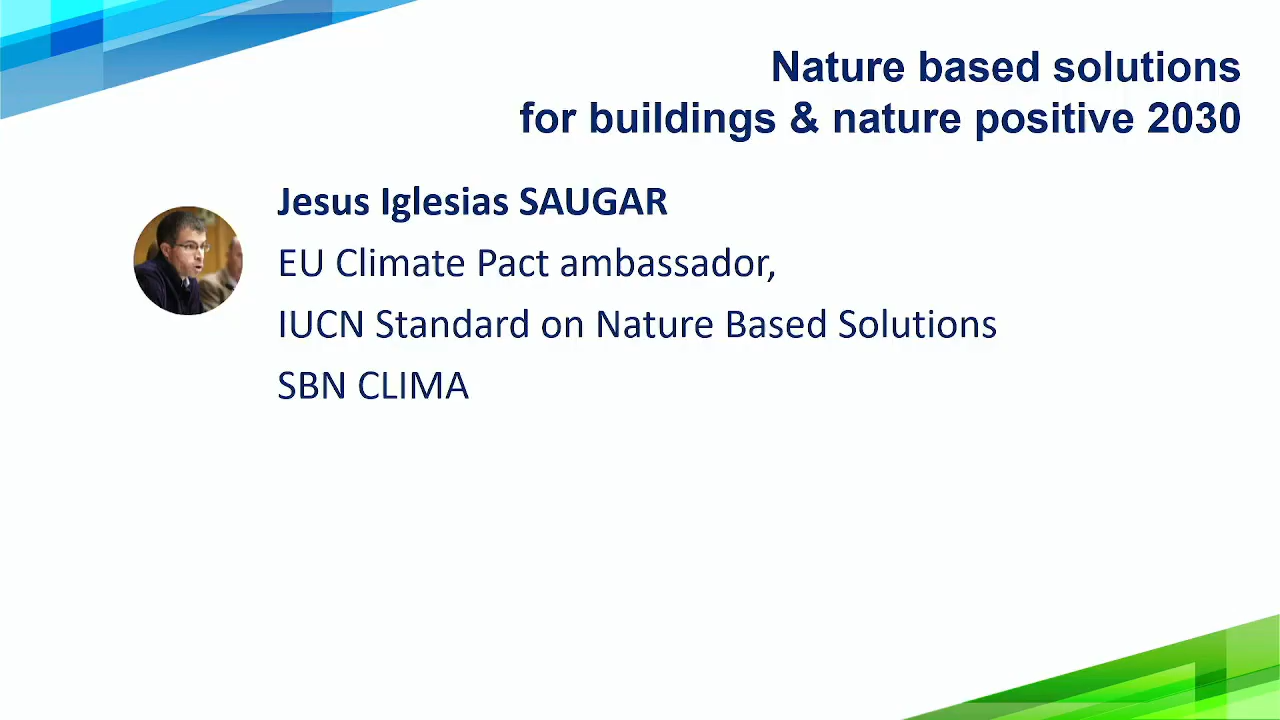 Nature based solutions
for buildings & nature positive 2030
Jesus Iglesias SAUGAR
EU Climate Pact ambassador,
IUCN Standard on Nature Based Solutions
SBN CLIMA